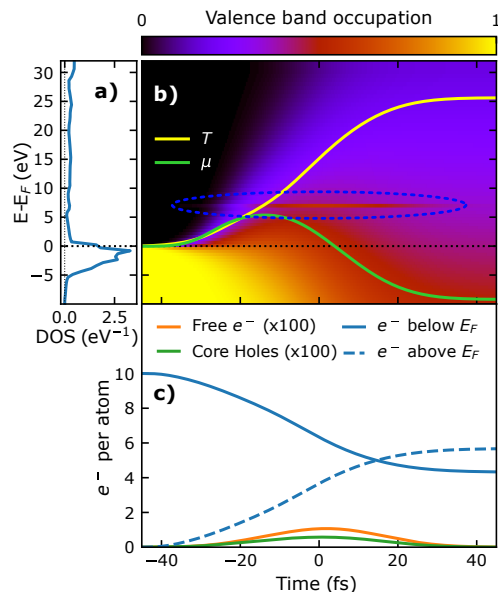 Valence band occupation
0
1
a)
b)
T
μ
E-E_F (eV)
30
25
20
15
10
5
0
−5
0.0
2.5
DOS (eV⁻¹)
Free e⁻ (x100)
e⁻ below E_F
Core Holes (x100)
e⁻ above E_F
c)
e⁻ per atom
10
8
6
4
2
0
−40
−20
0
20
40
Time (fs)